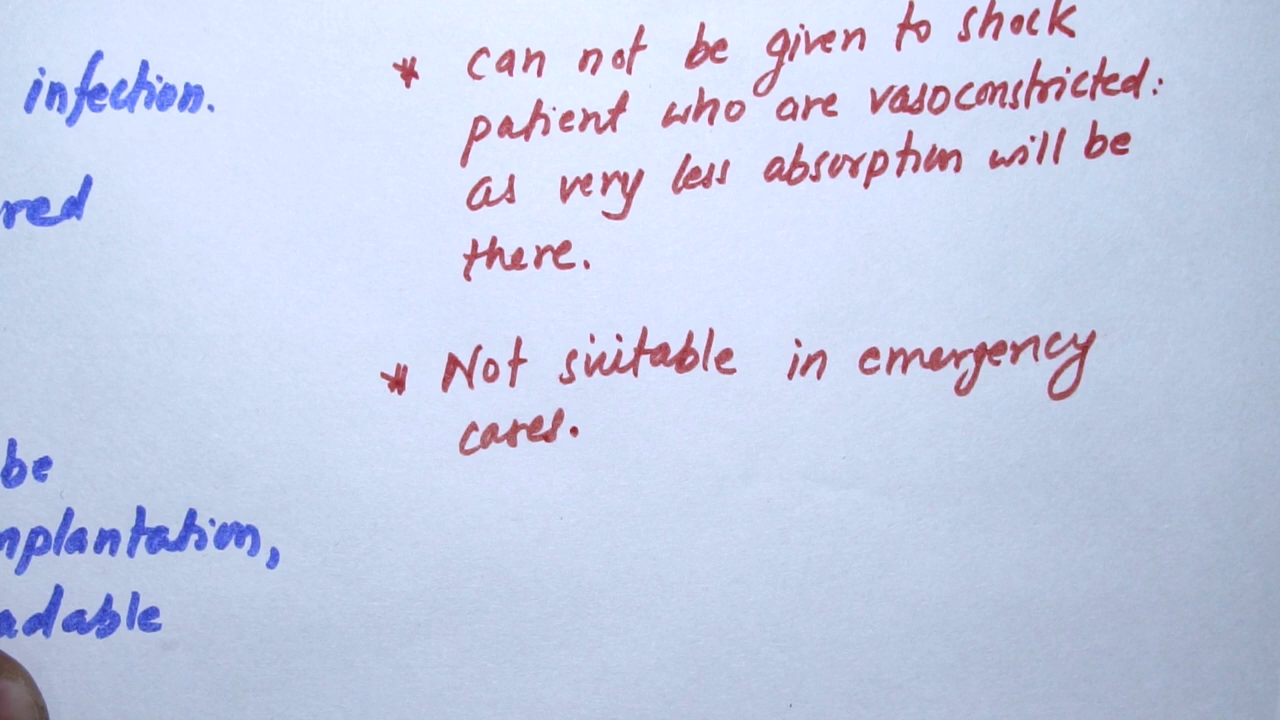 infection.
red
be
nplantation,
adable
* can not be given to shock
patient who are vasoconstricted:
as very less absorption will be
there.
* Not suitable in emergency
cases.